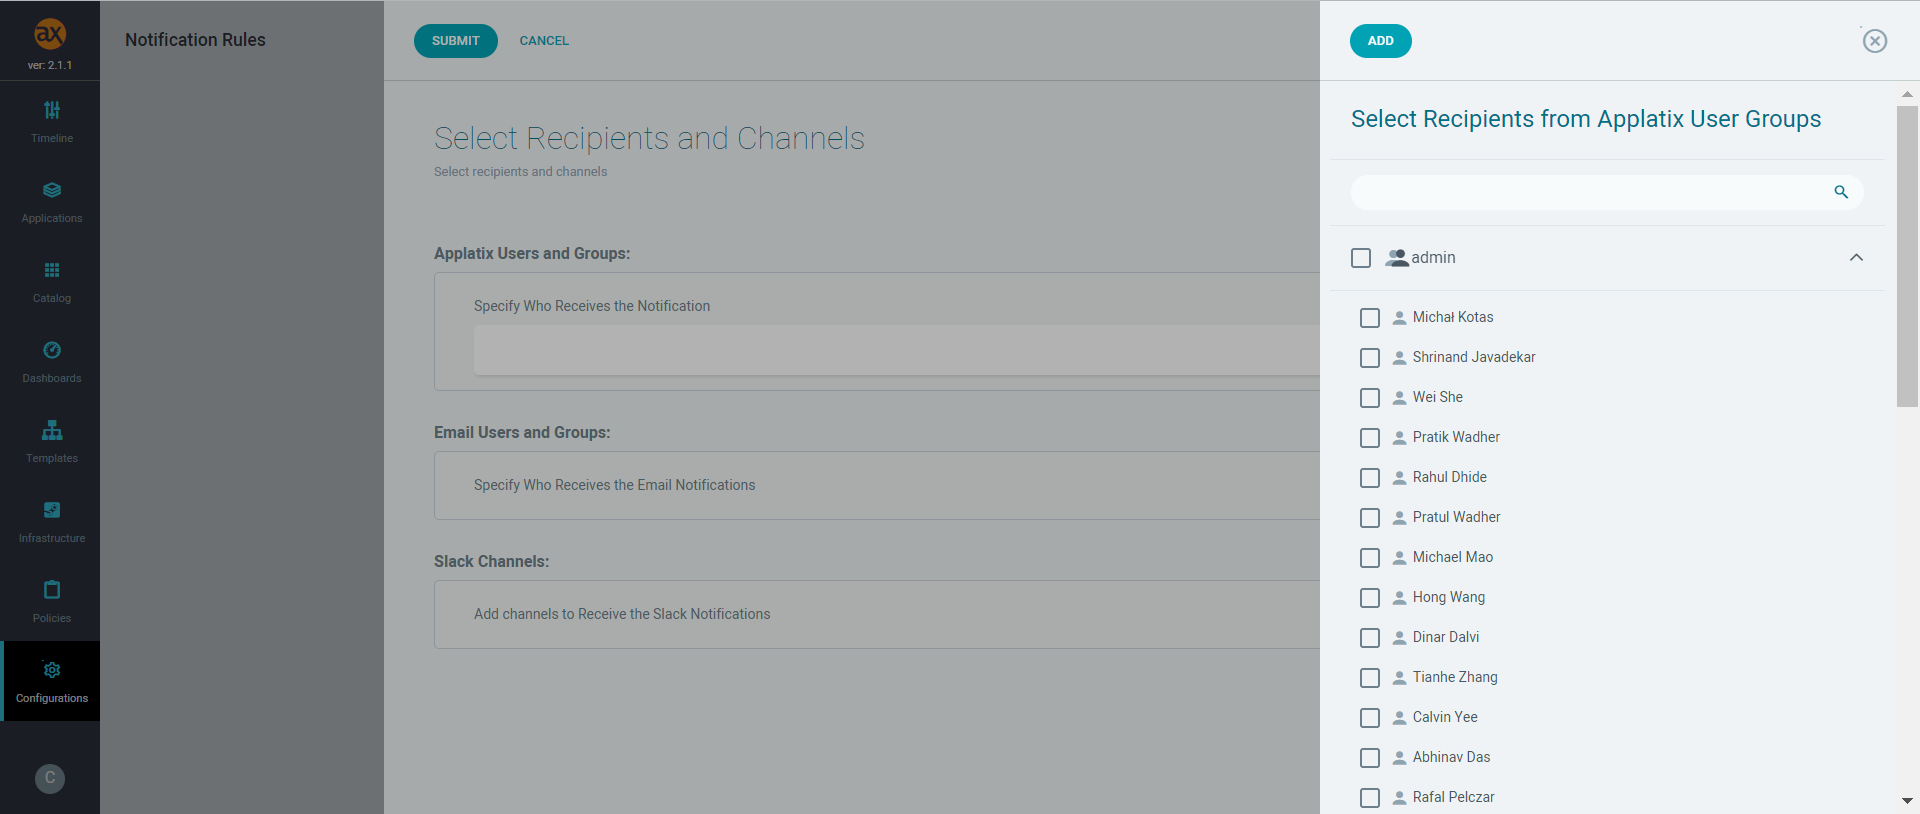 ax
ver: 2.1.1
Timeline
Applications
Catalog
Dashboards
Templates
Infrastructure
Policies
Configurations
C
Notification Rules
SUBMIT CANCEL
Select Recipients and Channels
Select recipients and channels
Applatix Users and Groups:
Specify Who Receives the Notification
Email Users and Groups:
Specify Who Receives the Email Notifications
Slack Channels:
Add channels to Receive the Slack Notifications
ADD
Select Recipients from Applatix User Groups
admin
Michał Kotas
Shrinand Javadekar
Wei She
Pratik Wadher
Rahul Dhide
Pratul Wadher
Michael Mao
Hong Wang
Dinar Dalvi
Tianhe Zhang
Calvin Yee
Abhinav Das
Rafal Pelczar